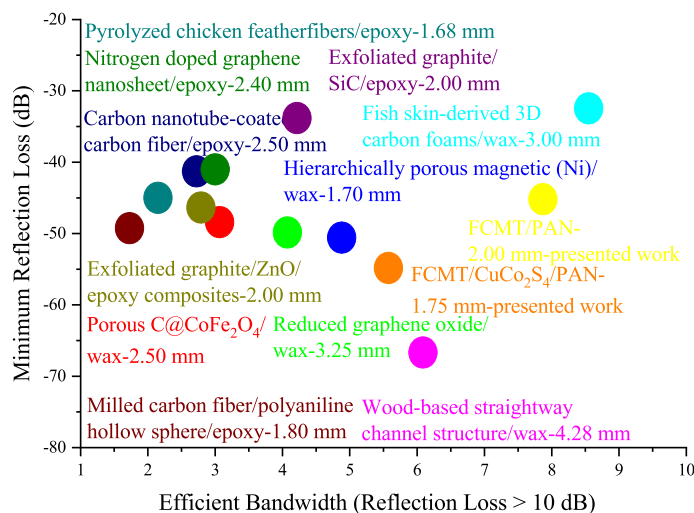 -20
-30
-40
-50
-60
-70
-80
Minimum Reflection Loss (dB)
Pyrolyzed chicken featherfibers/epoxy-1.68 mm
Nitrogen doped graphene
nanosheet/epoxy-2.40 mm
Exfoliated graphite/
SiC/epoxy-2.00 mm
Carbon nanotube-coate
carbon fiber/epoxy-2.50 mm
Fish skin-derived 3D
carbon foams/wax-3.00 mm
Hierarchically porous magnetic (Ni)/
wax-1.70 mm
FCMT/PAN-
2.00 mm-presented work
Exfoliated graphite/ZnO/
epoxy composites-2.00 mm
FCMT/CuCo₂S₄/PAN-
1.75 mm-presented work
Porous C@CoFe₂O₄/
wax-2.50 mm
Reduced graphene oxide/
wax-3.25 mm
Milled carbon fiber/polyaniline
hollow sphere/epoxy-1.80 mm
Wood-based straightway
channel structure/wax-4.28 mm
1 2 3 4 5 6 7 8 9 10
Efficient Bandwidth (Reflection Loss > 10 dB)